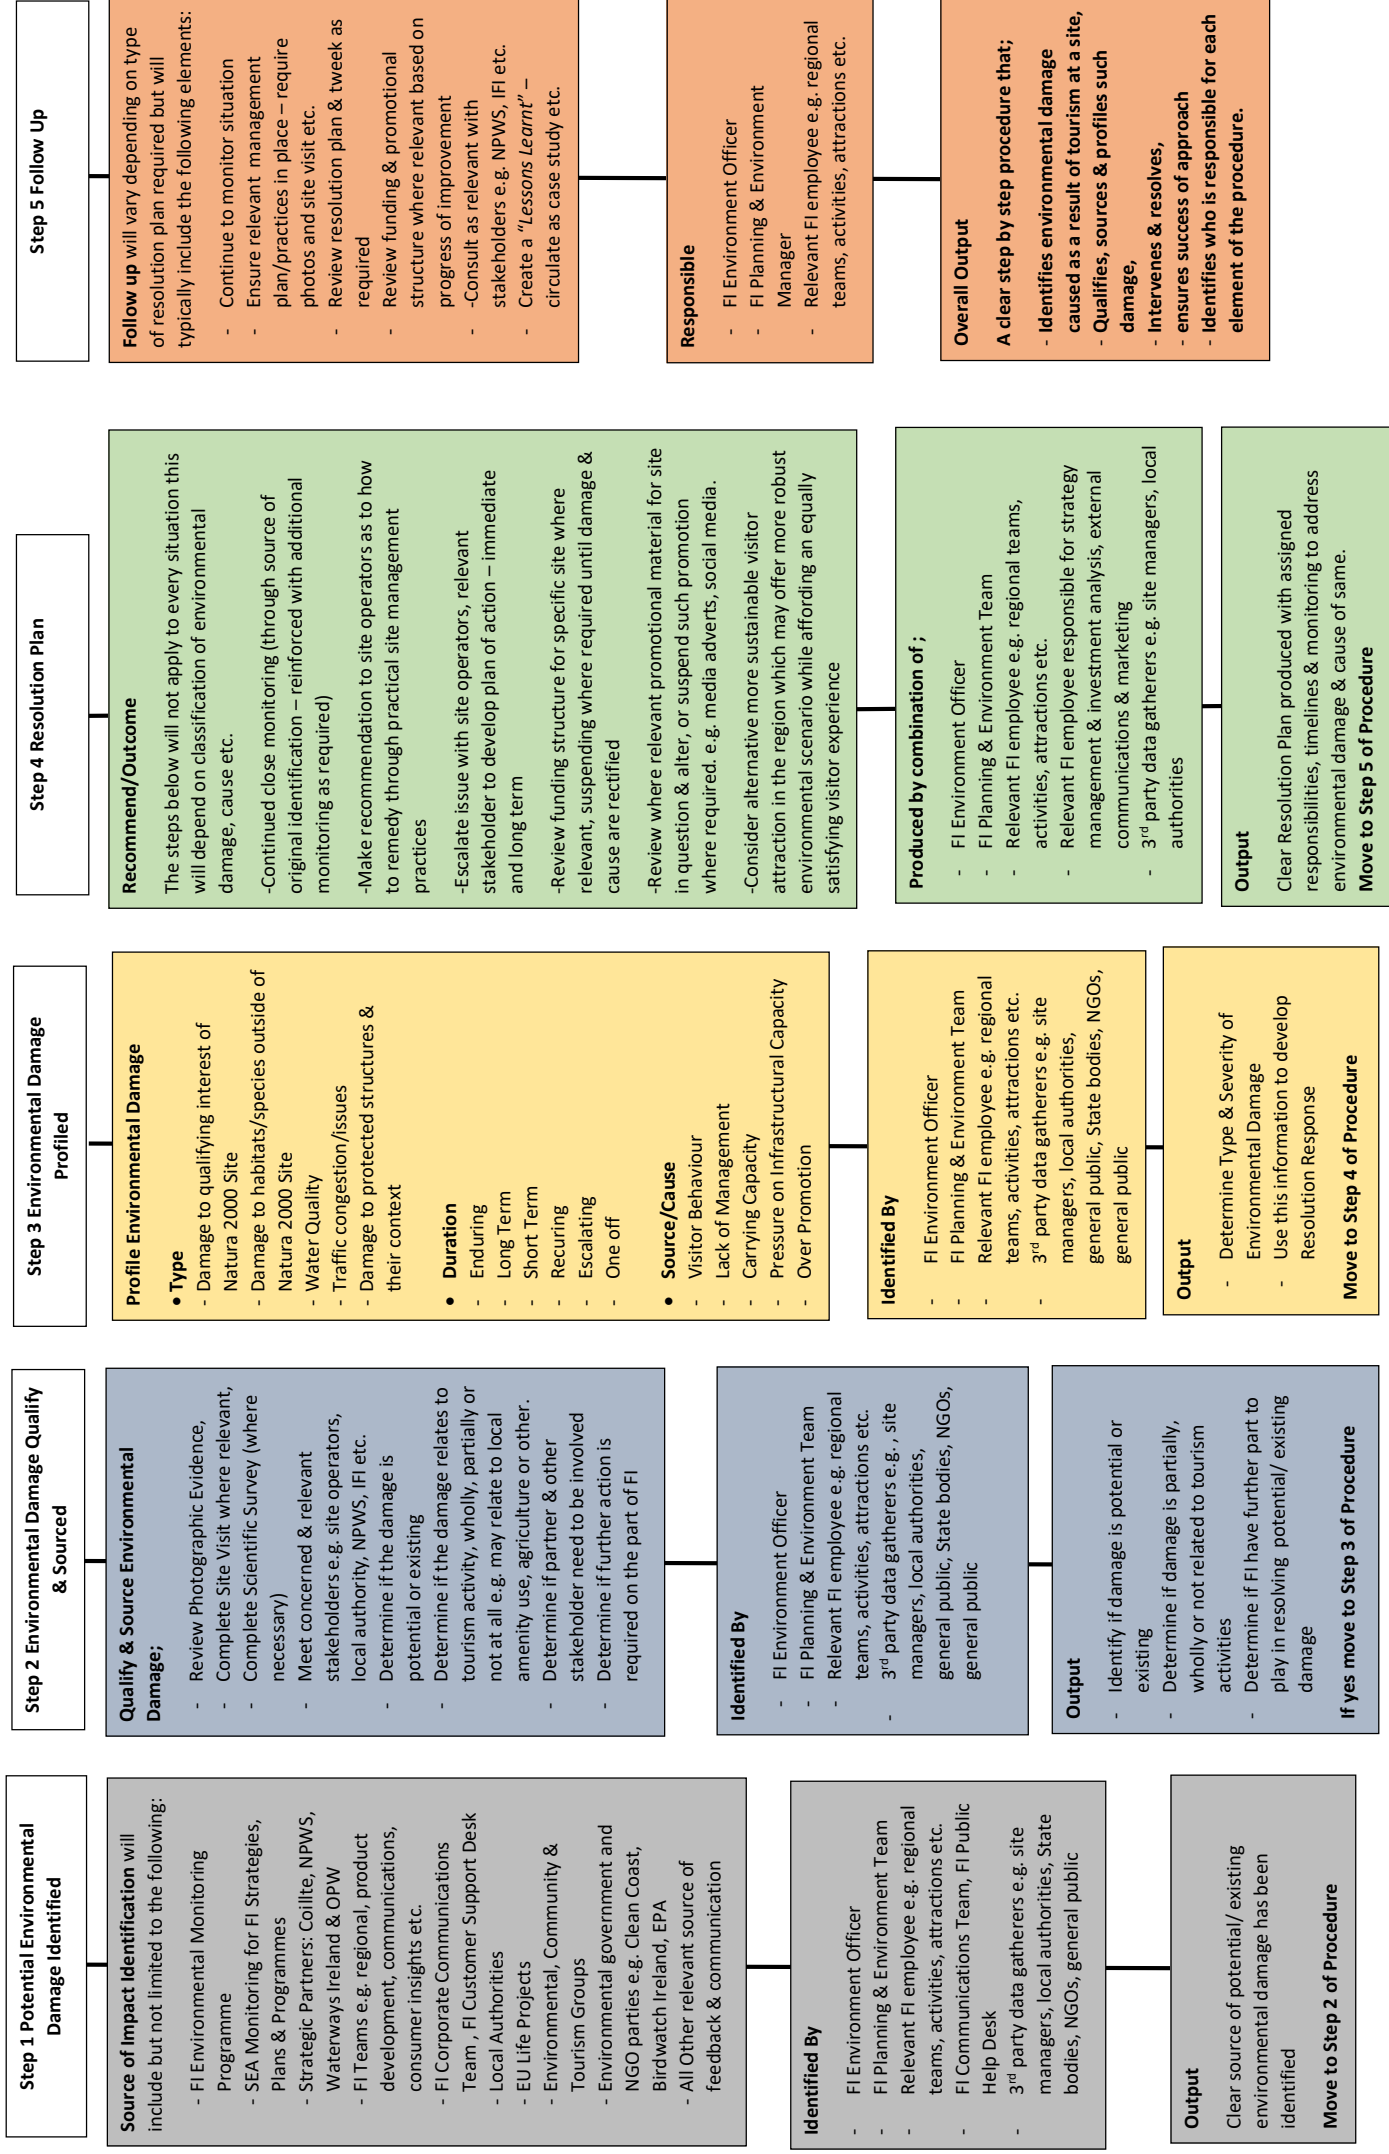 Step 1 Potential Environmental
Damage Identified
Source of Impact Identification will
include but not limited to the following:
- FI Environmental Monitoring
Programme
- SEA Monitoring for FI Strategies,
Plans & Programmes
- Strategic Partners: Coillte, NPWS,
Waterways Ireland & OPW
- FI Teams e.g. regional, product
development, communications,
consumer insights etc.
- FI Corporate Communications
Team , FI Customer Support Desk
- Local Authorities
- EU Life Projects
- Environmental, Community &
Tourism Groups
- Environmental government and
NGO parties e.g. Clean Coast,
Birdwatch Ireland, EPA
- All Other relevant source of
feedback & communication
Identified By
- FI Environment Officer
- FI Planning & Environment Team
- Relevant FI employee e.g. regional
teams, activities, attractions etc.
- FI Communications Team, FI Public
Help Desk
- 3rd party data gatherers e.g. site
managers, local authorities, State
bodies, NGOs, general public
Output
Clear source of potential/ existing
environmental damage has been
identified
Move to Step 2 of Procedure
Step 2 Environmental Damage Qualify
& Sourced
Qualify & Source Environmental
Damage;
- Review Photographic Evidence,
- Complete Site Visit where relevant,
- Complete Scientific Survey (where
necessary)
- Meet concerned & relevant
stakeholders e.g. site operators,
local authority, NPWS, IFI etc.
- Determine if the damage is
potential or existing
- Determine if the damage relates to
tourism activity, wholly, partially or
not at all e.g. may relate to local
amenity use, agriculture or other.
- Determine if partner & other
stakeholder need to be involved
- Determine if further action is
required on the part of FI
Identified By
- FI Environment Officer
- FI Planning & Environment Team
- Relevant FI employee e.g. regional
teams, activities, attractions etc.
- 3rd party data gatherers e.g. , site
managers, local authorities,
general public, State bodies, NGOs,
general public
Output
- Identify if damage is potential or
existing
- Determine if damage is partially,
wholly or not related to tourism
activities
- Determine if FI have further part to
play in resolving potential/ existing
damage
If yes move to Step 3 of Procedure
Step 3 Environmental Damage
Profiled
Profile Environmental Damage
• Type
- Damage to qualifying interest of
Natura 2000 Site
- Damage to habitats/species outside of
Natura 2000 Site
- Water Quality
- Traffic congestion/issues
- Damage to protected structures &
their context
• Duration
- Enduring
- Long Term
- Short Term
- Recuring
- Escalating
- One off
• Source/Cause
- Visitor Behaviour
- Lack of Management
- Carrying Capacity
- Pressure on Infrastructural Capacity
- Over Promotion
Identified By
- FI Environment Officer
- FI Planning & Environment Team
- Relevant FI employee e.g. regional
teams, activities, attractions etc.
- 3rd party data gatherers e.g. site
managers, local authorities,
general public, State bodies, NGOs,
general public
Output
- Determine Type & Severity of
Environmental Damage
- Use this information to develop
Resolution Response
Move to Step 4 of Procedure
Step 4 Resolution Plan
Recommend/Outcome
The steps below will not apply to every situation this
will depend on classification of environmental
damage, cause etc.
-Continued close monitoring (through source of
original identification – reinforced with additional
monitoring as required)
-Make recommendation to site operators as to how
to remedy through practical site management
practices
-Escalate issue with site operators, relevant
stakeholder to develop plan of action – immediate
and long term
-Review funding structure for specific site where
relevant, suspending where required until damage &
cause are rectified
-Review where relevant promotional material for site
in question & alter, or suspend such promotion
where required. e.g. media adverts, social media.
-Consider alternative more sustainable visitor
attraction in the region which may offer more robust
environmental scenario while affording an equally
satisfying visitor experience
Produced by combination of ;
- FI Environment Officer
- FI Planning & Environment Team
- Relevant FI employee e.g. regional teams,
activities, attractions etc.
- Relevant FI employee responsible for strategy
management & investment analysis, external
communications & marketing
- 3rd party data gatherers e.g. site managers, local
authorities
Output
Clear Resolution Plan produced with assigned
responsibilities, timelines & monitoring to address
environmental damage & cause of same.
Move to Step 5 of Procedure
Step 5 Follow Up
Follow up will vary depending on type
of resolution plan required but will
typically include the following elements:
- Continue to monitor situation
- Ensure relevant management
plan/practices in place – require
photos and site visit etc.
- Review resolution plan & tweek as
required
- Review funding & promotional
structure where relevant based on
progress of improvement
- -Consult as relevant with
stakeholders e.g. NPWS, IFI etc.
- Create a “Lessons Learnt” –
circulate as case study etc.
Responsible
- FI Environment Officer
- FI Planning & Environment
Manager
- Relevant FI employee e.g. regional
teams, activities, attractions etc.
Overall Output
A clear step by step procedure that;
- Identifies environmental damage
caused as a result of tourism at a site,
- Qualifies, sources & profiles such
damage,
- Intervenes & resolves,
- ensures success of approach
- Identifies who is responsible for each
element of the procedure.